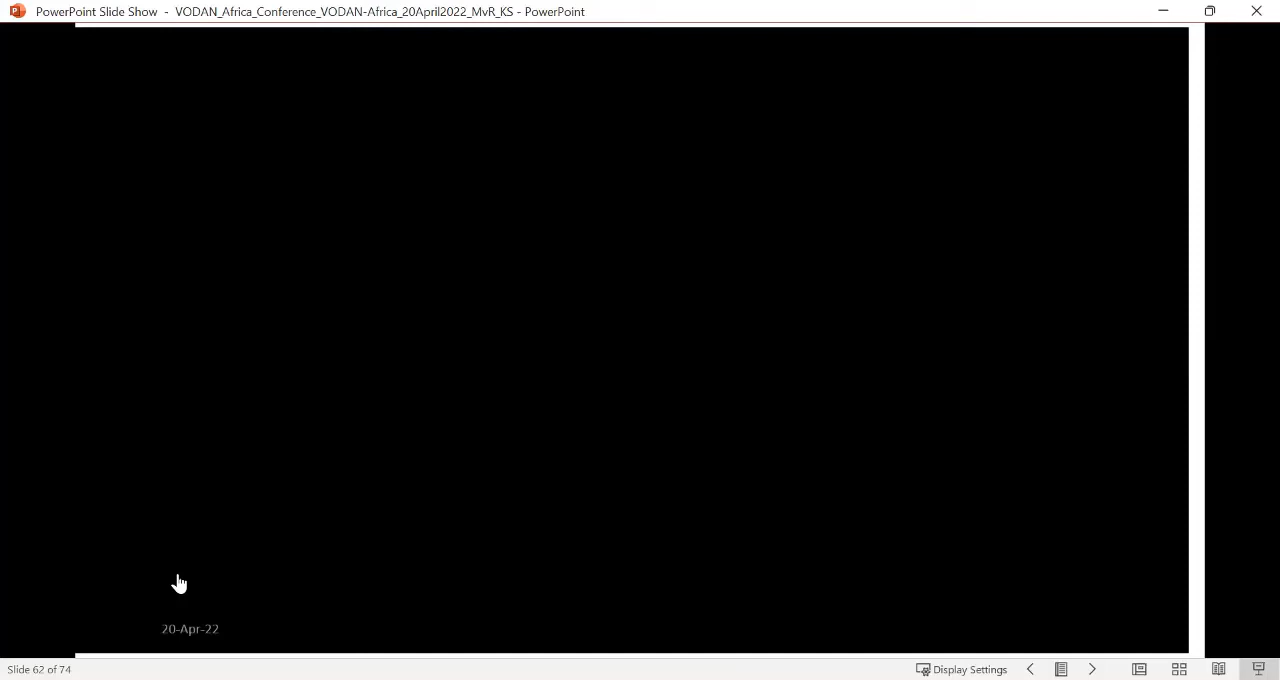 PowerPoint Slide Show - VODAN_Africa_Conference_VODAN-Africa_20April2022_MvR_KS - PowerPoint
20-Apr-22
Slide 62 of 74
Display Settings